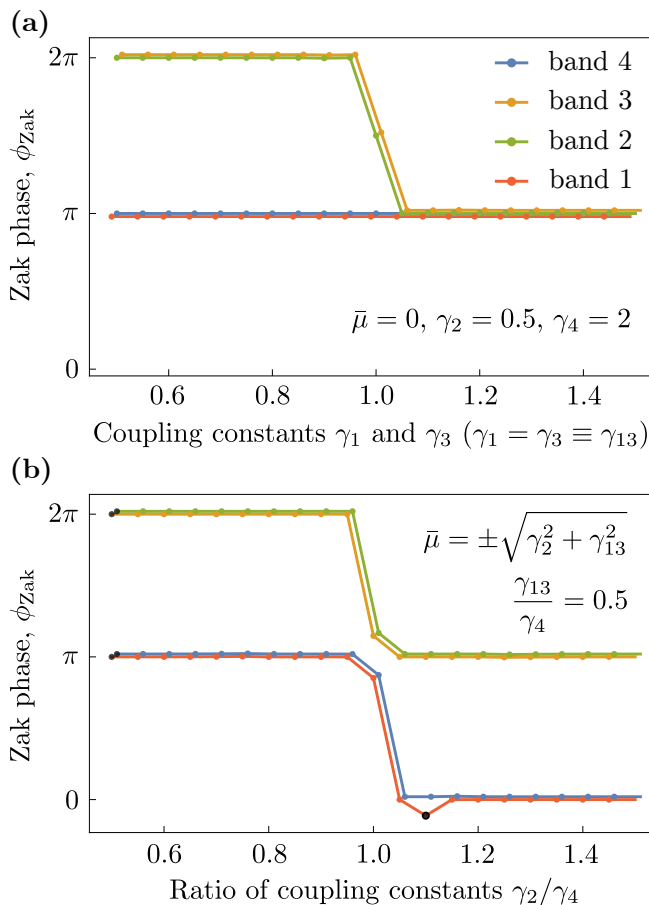 (a)
2π
π
0
Zak phase, ϕZak
band 4
band 3
band 2
band 1
μ̄ = 0, γ₂ = 0.5, γ₄ = 2
0.6 0.8 1.0 1.2 1.4
Coupling constants γ₁ and γ₃ (γ₁ = γ₃ ≡ γ₁₃)
(b)
2π
π
0
Zak phase, ϕZak
μ̄ = ±√(γ₂² + γ₁₃²)
γ₁₃/γ₄ = 0.5
0.6 0.8 1.0 1.2 1.4
Ratio of coupling constants γ₂/γ₄